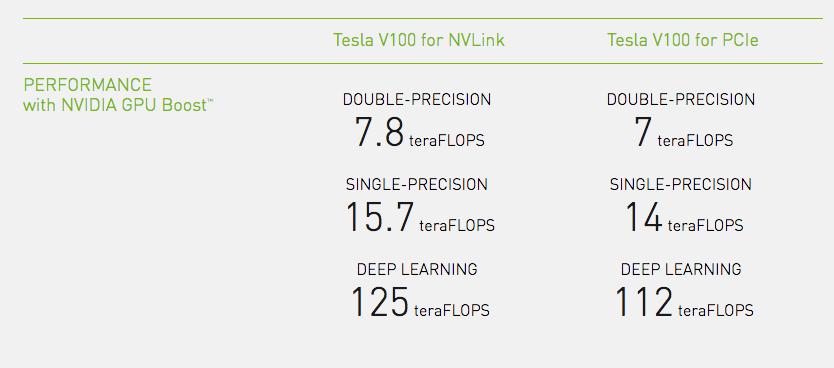 Tesla V100 for NVLink
Tesla V100 for PCIe
PERFORMANCE
with NVIDIA GPU Boost™
DOUBLE-PRECISION
7.8 teraFLOPS
DOUBLE-PRECISION
7 teraFLOPS
SINGLE-PRECISION
15.7 teraFLOPS
SINGLE-PRECISION
14 teraFLOPS
DEEP LEARNING
125 teraFLOPS
DEEP LEARNING
112 teraFLOPS